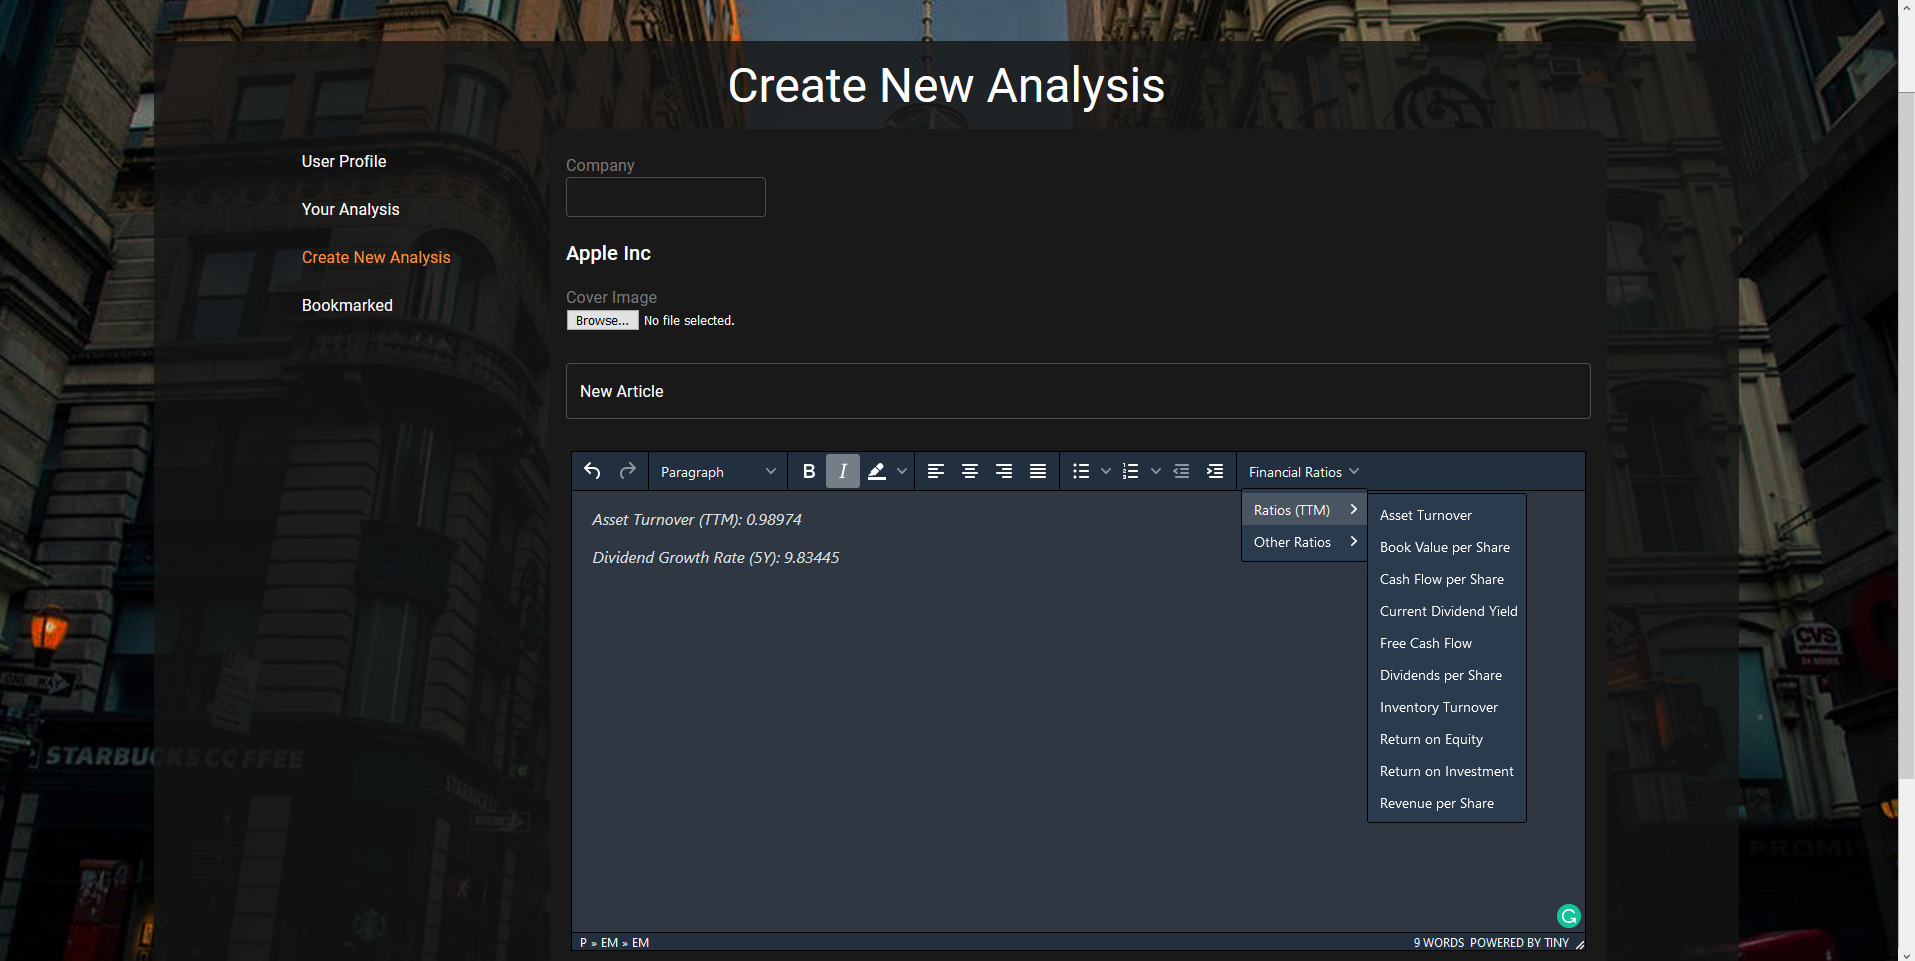 Create New Analysis
User Profile
Your Analysis
Create New Analysis
Bookmarked
Company
Apple Inc
Cover Image
Browse... No file selected.
New Article
Paragraph
B I
Financial Ratios
Ratios (TTM)
Other Ratios
Asset Turnover
Book Value per Share
Cash Flow per Share
Current Dividend Yield
Free Cash Flow
Dividends per Share
Inventory Turnover
Return on Equity
Return on Investment
Revenue per Share
Asset Turnover (TTM): 0.98974
Dividend Growth Rate (5Y): 9.83445
P » EM » EM
9 WORDS POWERED BY TINY
ONE WAY
STARBUCKS COFFEE
CVS
24 HOURS